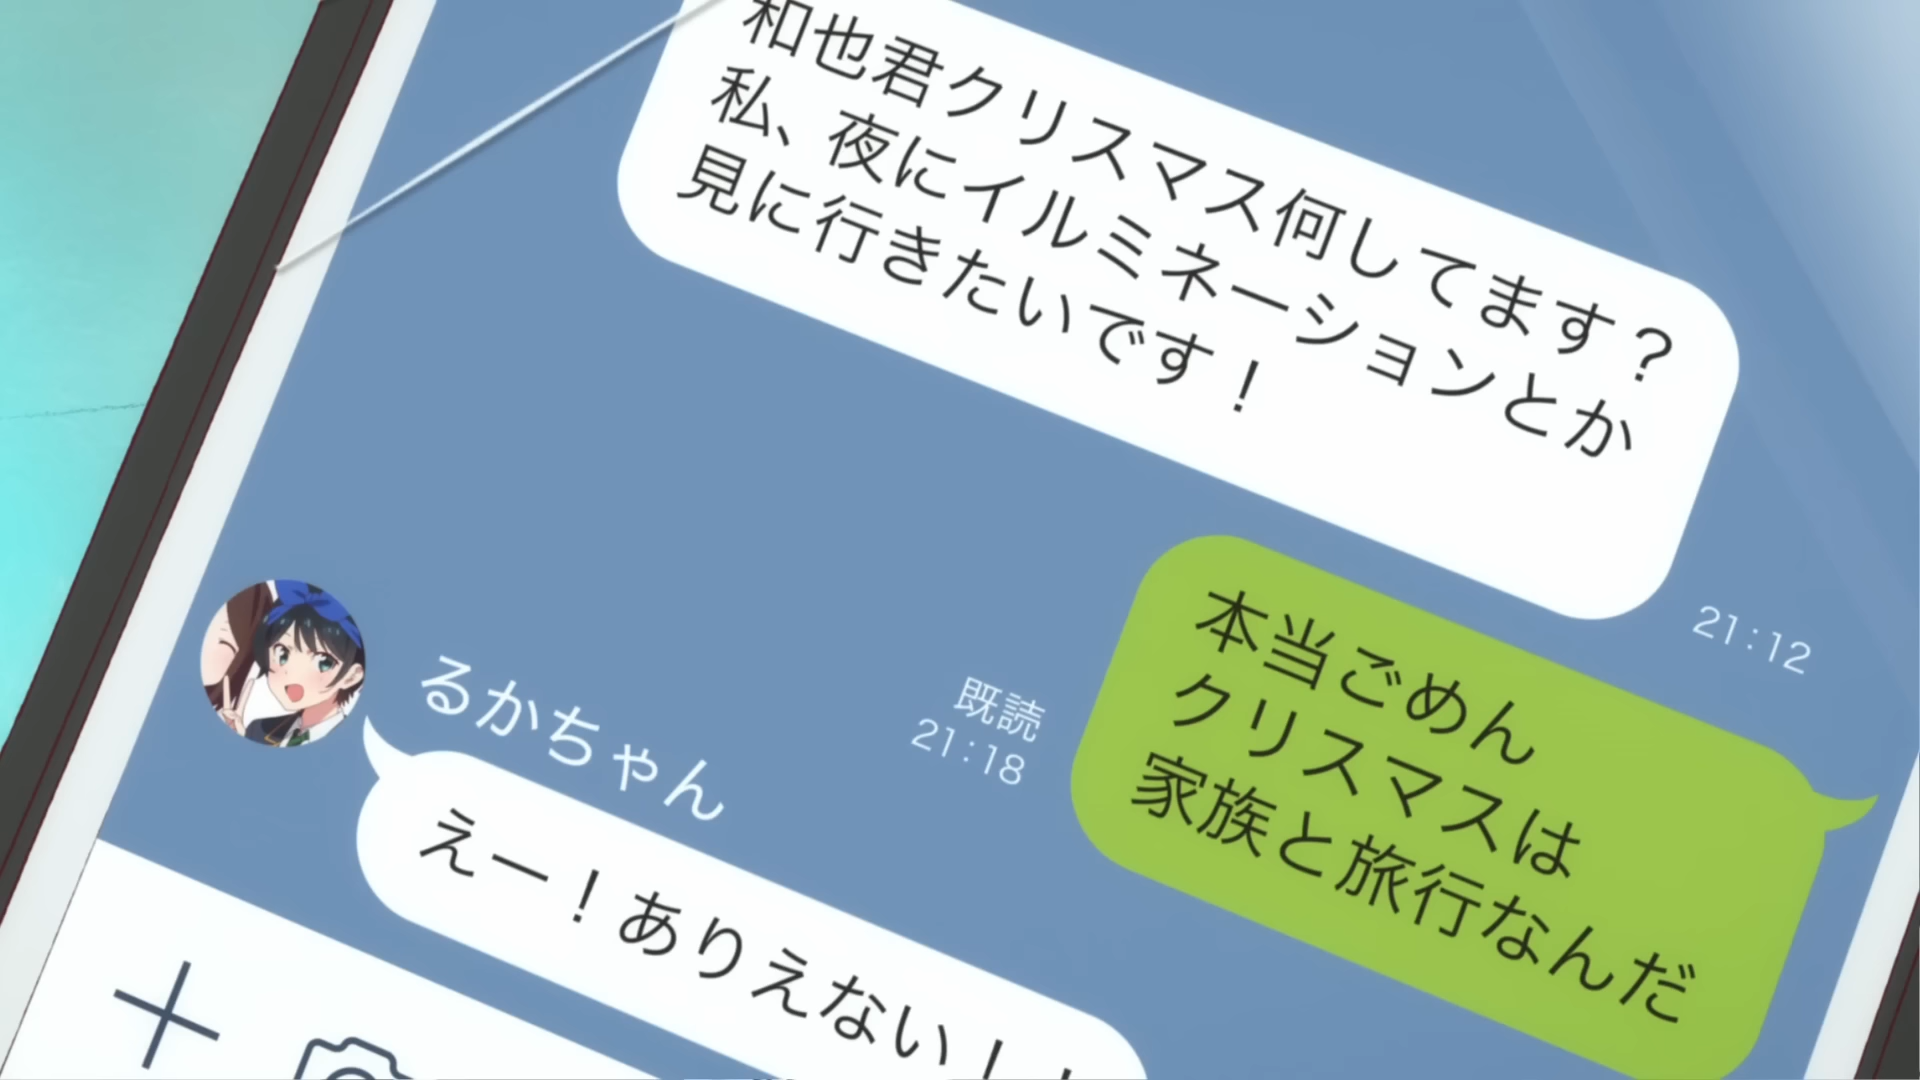 和也君クリスマス何してます？
私、夜にイルミネーションとか
見に行きたいです！
21:12
本当ごめん
クリスマスは
家族と旅行なんだ
既読
21:18
るかちゃん
えー！ありえない！！